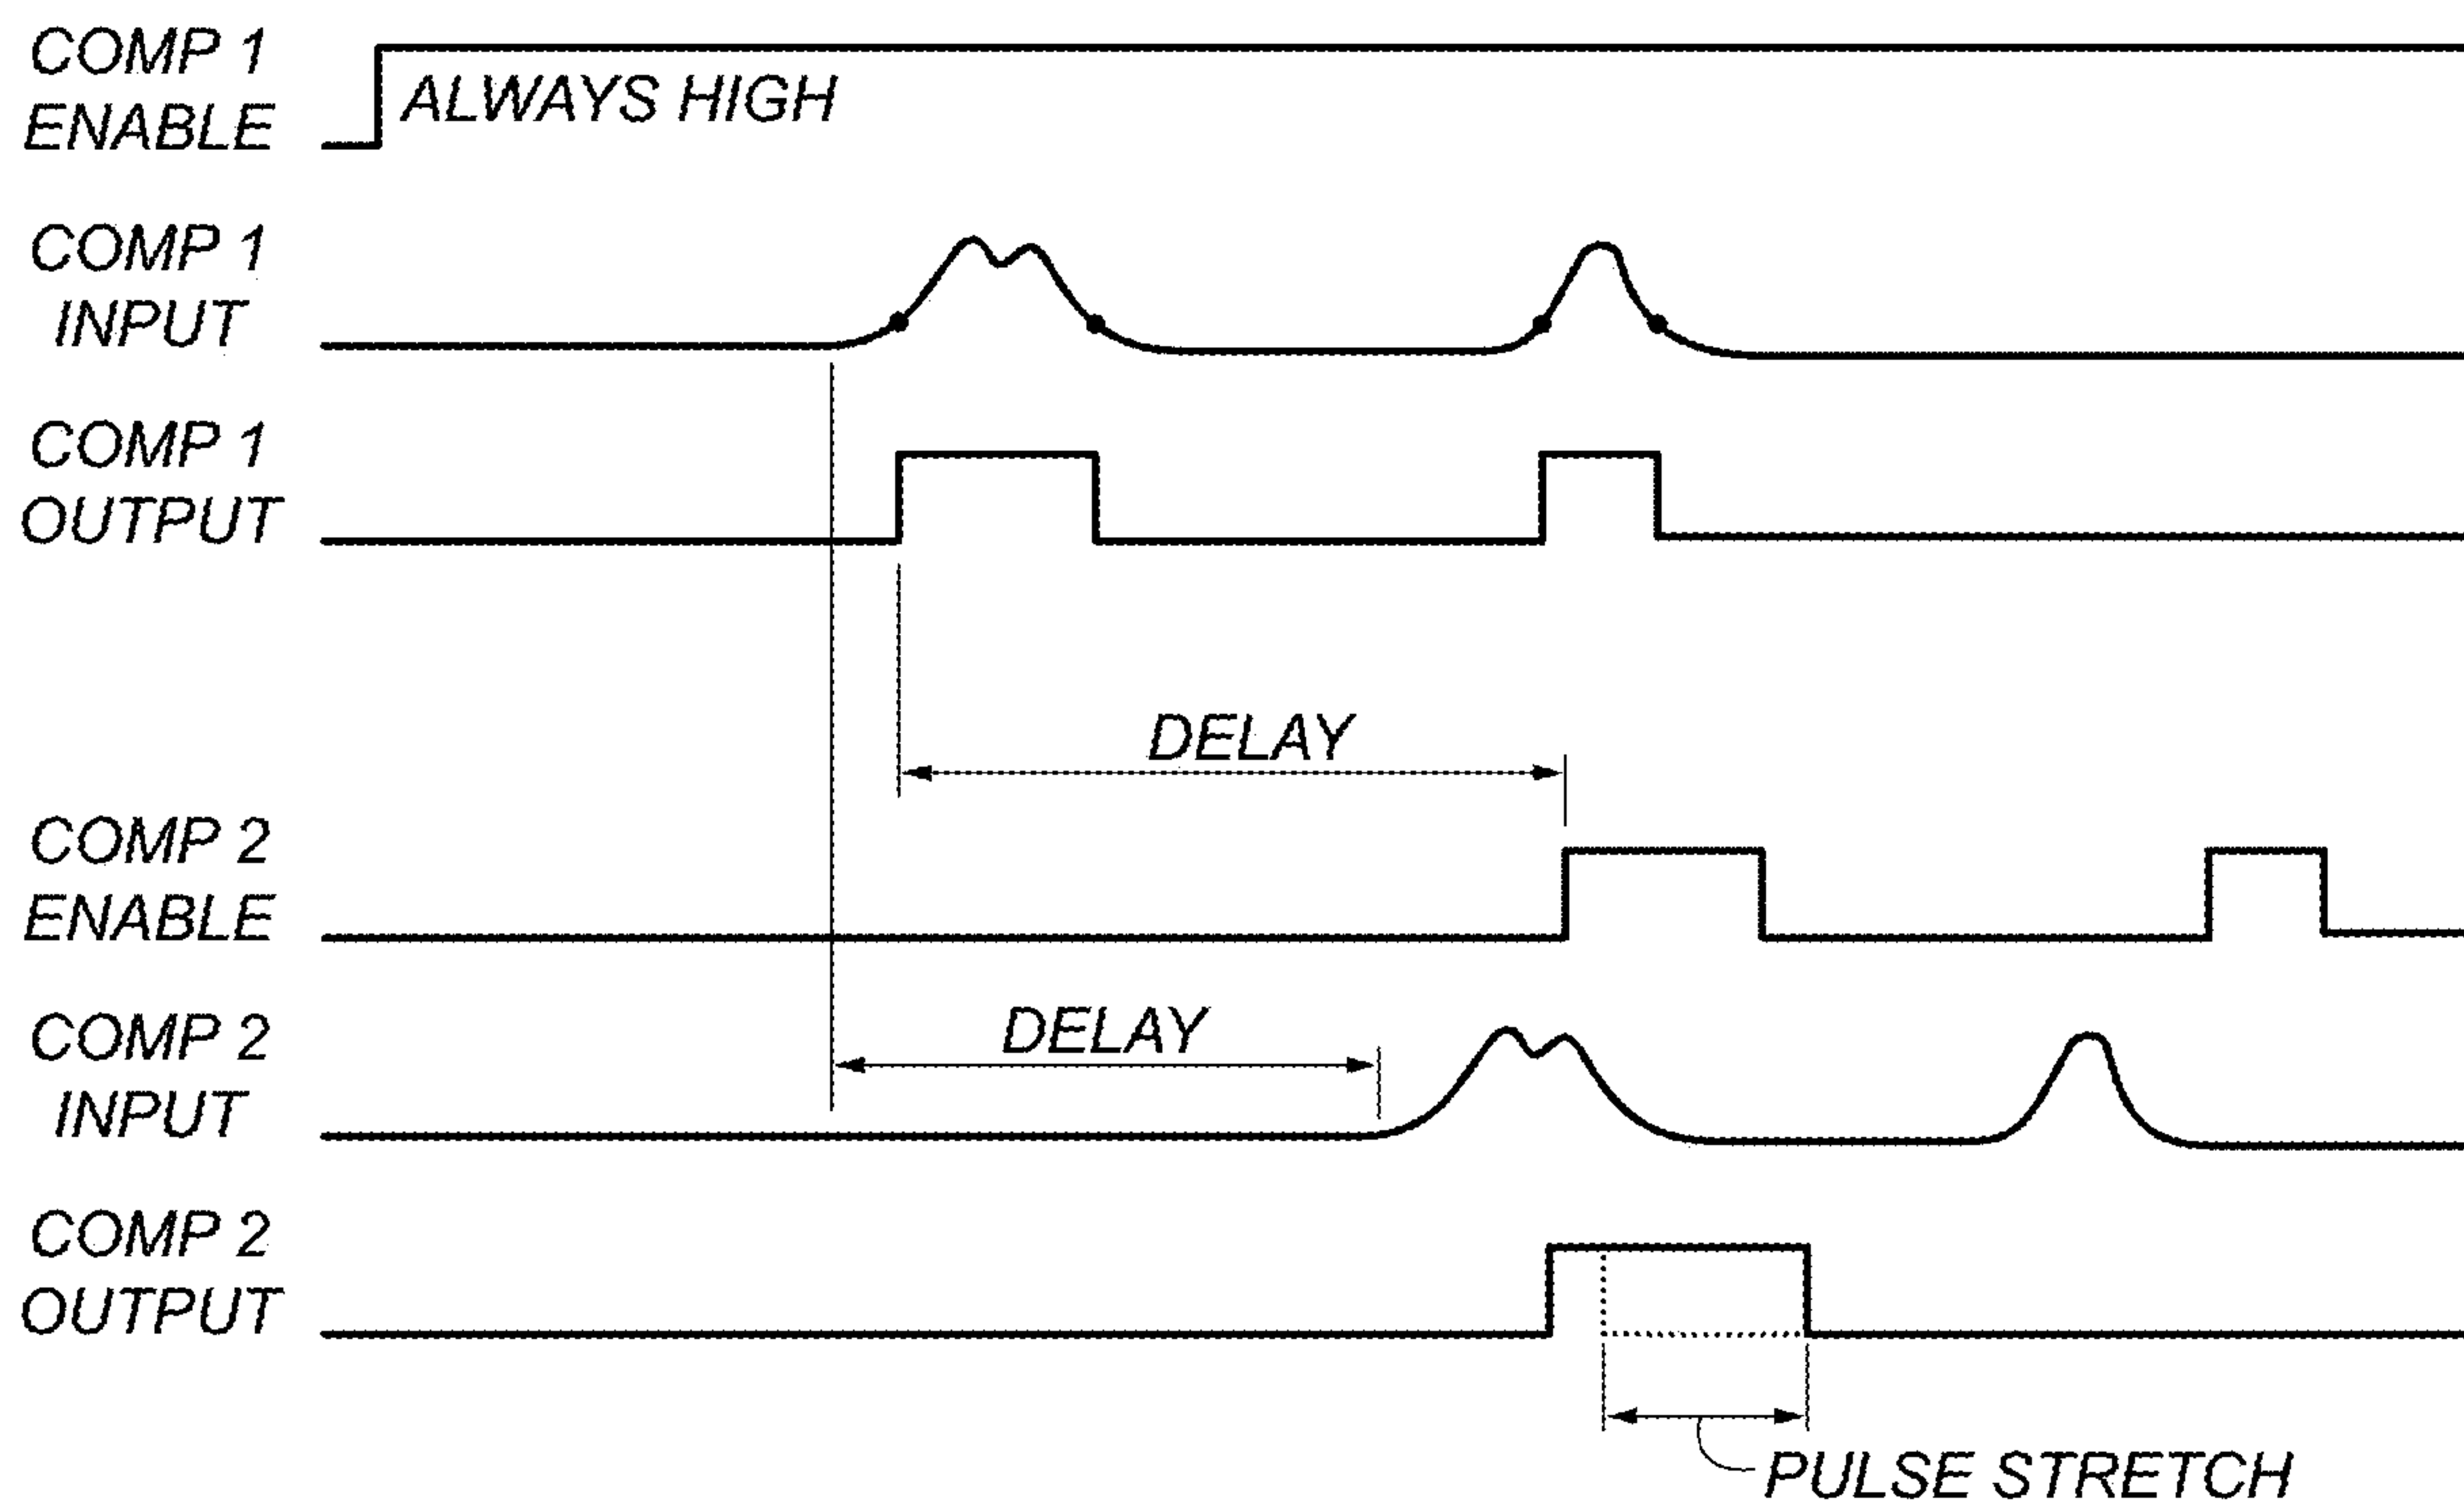 COMP 1
ENABLE
ALWAYS HIGH
COMP 1
INPUT
COMP 1
OUTPUT
DELAY
COMP 2
ENABLE
DELAY
COMP 2
INPUT
COMP 2
OUTPUT
PULSE STRETCH